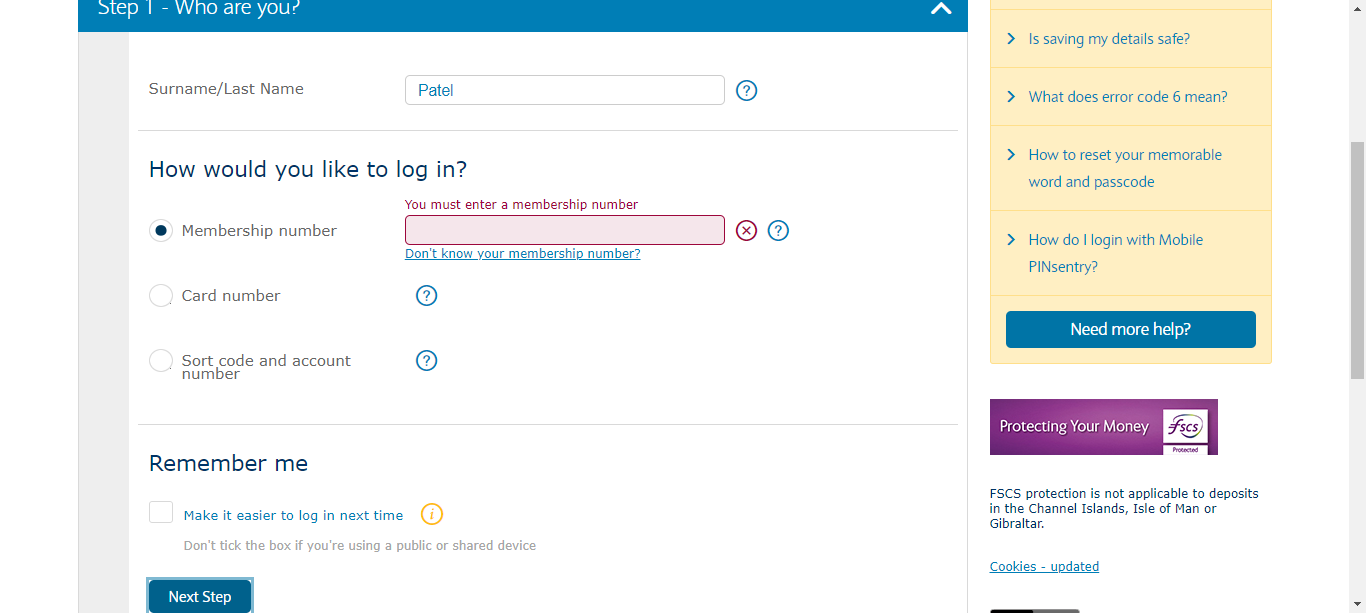 Step 1 - Who are you?
Surname/Last Name
Patel
How would you like to log in?
You must enter a membership number
Membership number
Don't know your membership number?
Card number
Sort code and account
number
Remember me
Make it easier to log in next time
Don't tick the box if you're using a public or shared device
Next Step
Is saving my details safe?
What does error code 6 mean?
How to reset your memorable
word and passcode
How do I login with Mobile
PINsentry?
Need more help?
Protecting Your Money
fscs
Protected
FSCS protection is not applicable to deposits
in the Channel Islands, Isle of Man or
Gibraltar.
Cookies - updated